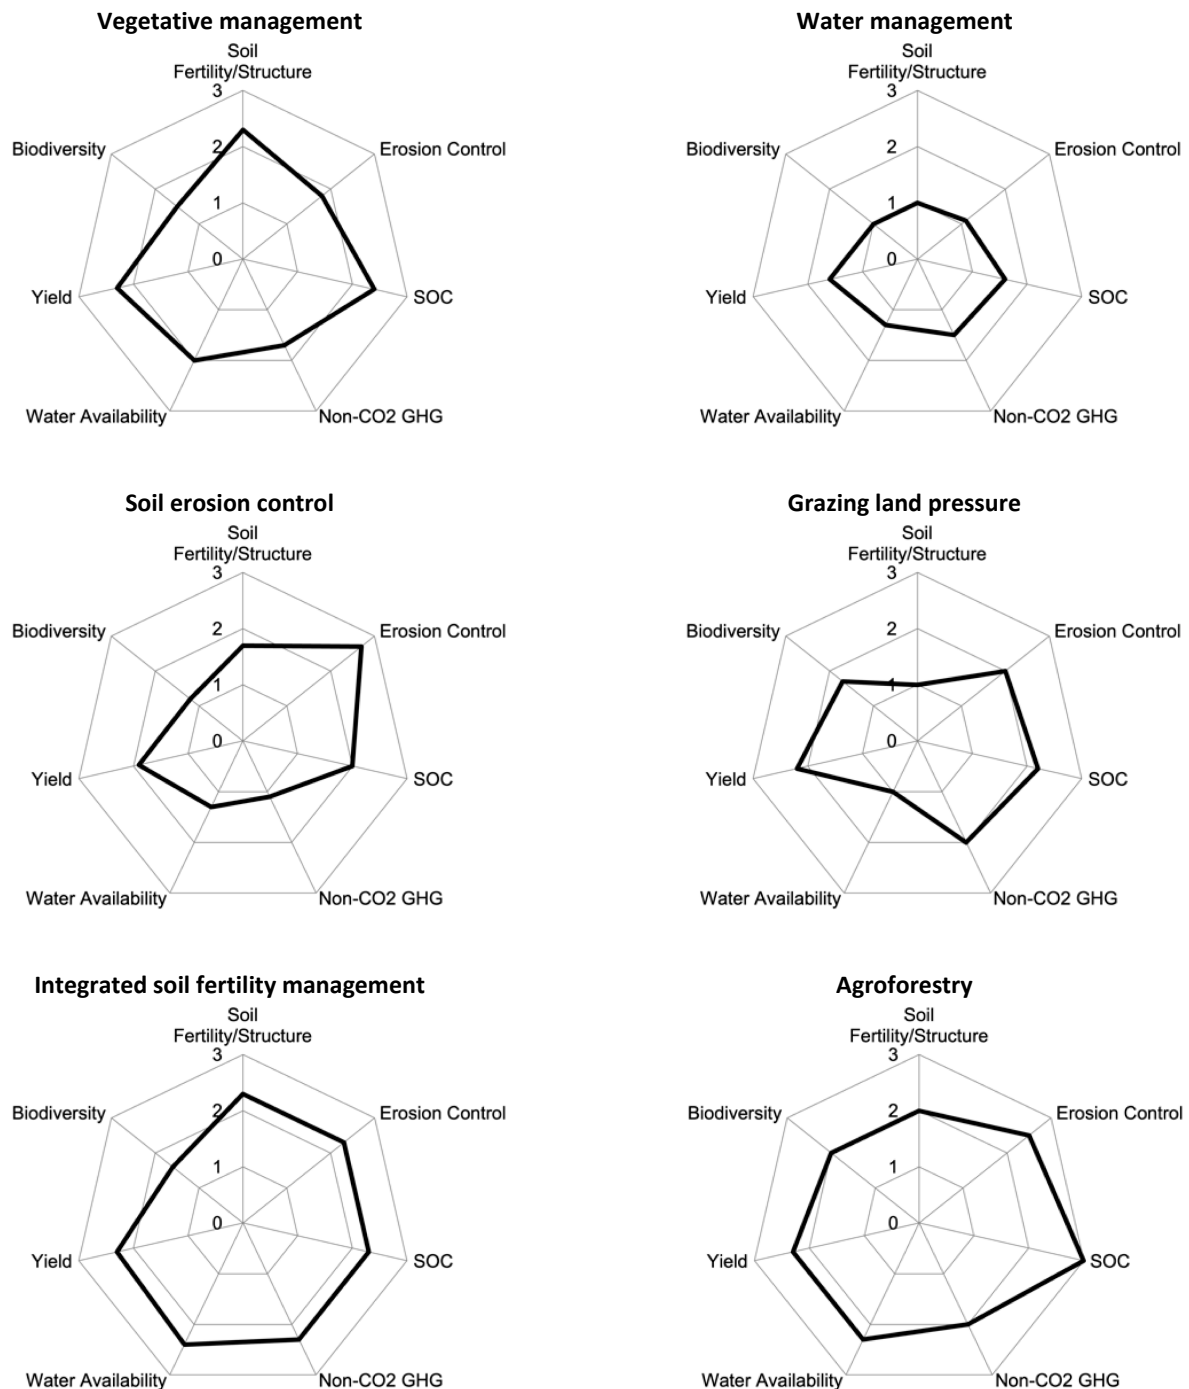 Vegetative management
Soil
Fertility/Structure
3
Biodiversity
2
Erosion Control
1
0
Yield
SOC
Water Availability
Non-CO2 GHG
Water management
Soil
Fertility/Structure
3
Biodiversity
2
Erosion Control
1
0
Yield
SOC
Water Availability
Non-CO2 GHG
Soil erosion control
Soil
Fertility/Structure
3
Biodiversity
2
Erosion Control
1
0
Yield
SOC
Water Availability
Non-CO2 GHG
Grazing land pressure
Soil
Fertility/Structure
3
Biodiversity
2
Erosion Control
1
0
Yield
SOC
Water Availability
Non-CO2 GHG
Integrated soil fertility management
Soil
Fertility/Structure
3
Biodiversity
2
Erosion Control
1
0
Yield
SOC
Water Availability
Non-CO2 GHG
Agroforestry
Soil
Fertility/Structure
3
Biodiversity
2
Erosion Control
1
0
Yield
SOC
Water Availability
Non-CO2 GHG